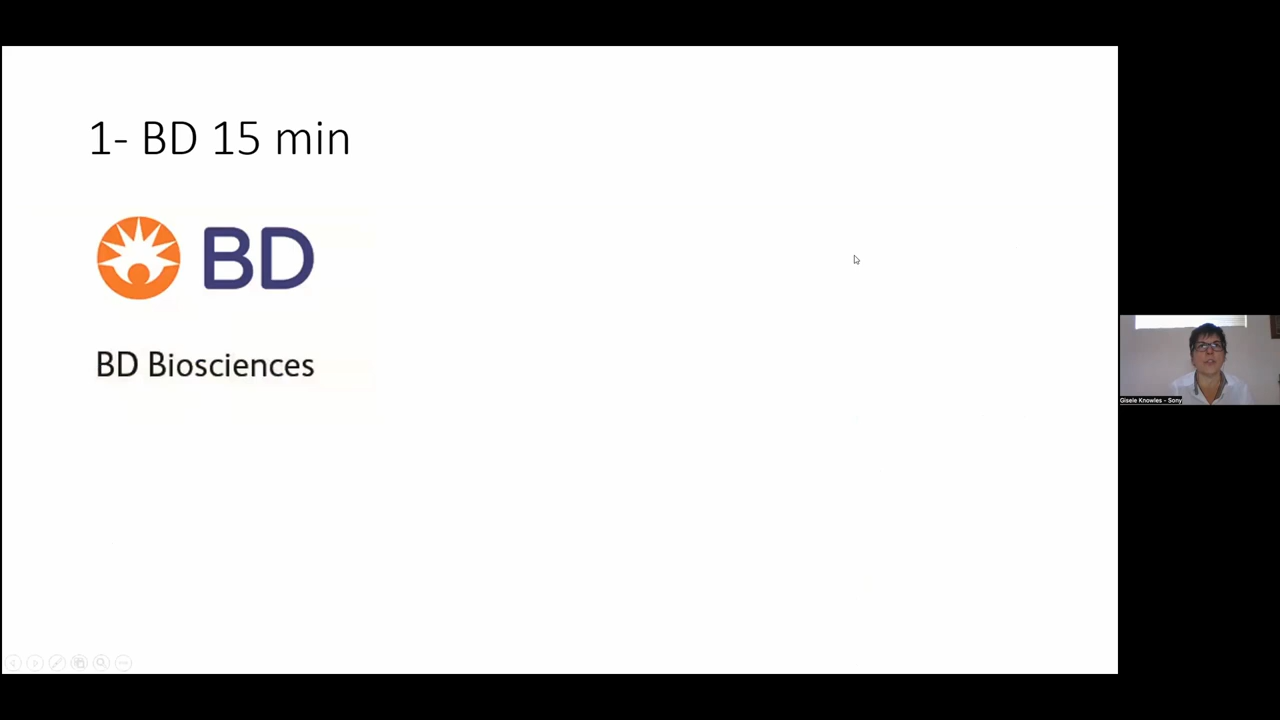 1- BD 15 min
BD
BD Biosciences
Gisele Knowles - Sony